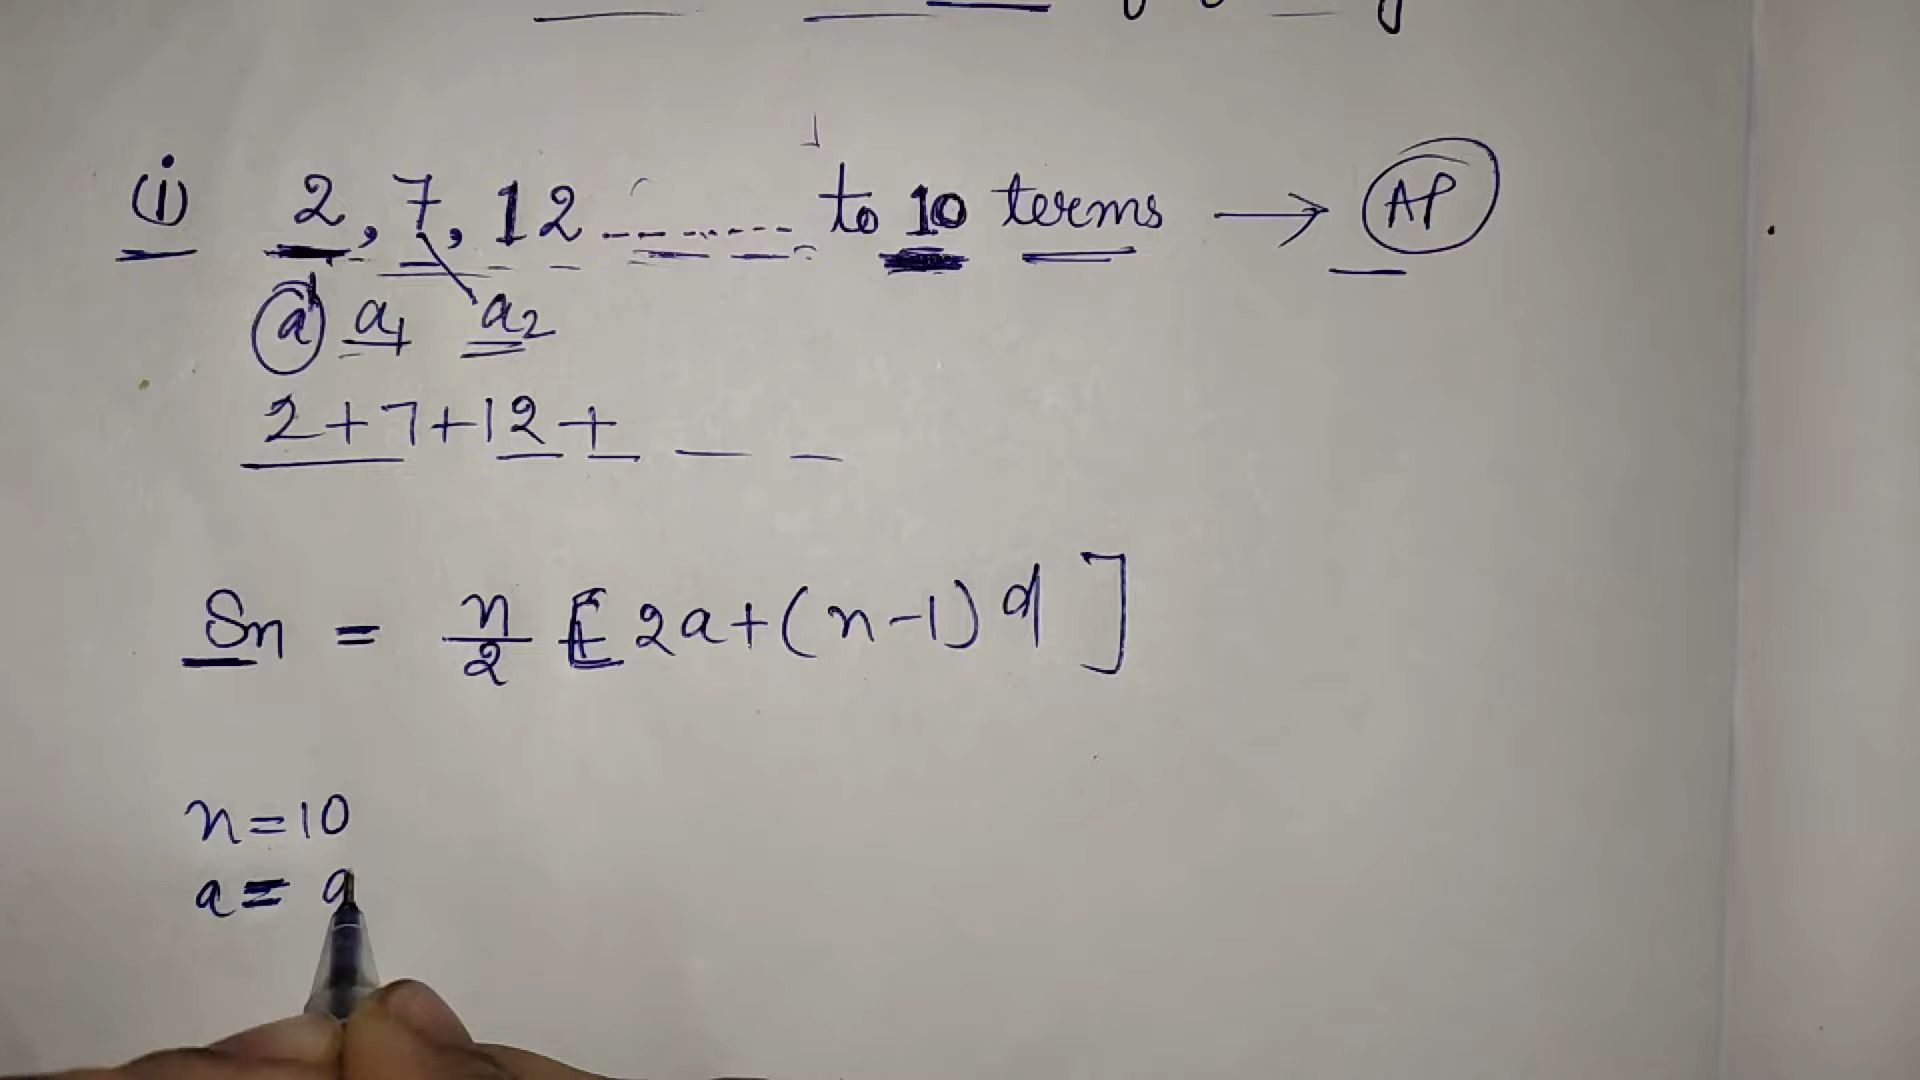 (i) 2, 7, 12 -------- to 10 terms → AP
a a₁ a₂
2+7+12+ _ _ _
Sn = n/2 [2a+(n-1)d]
n=10
a= a